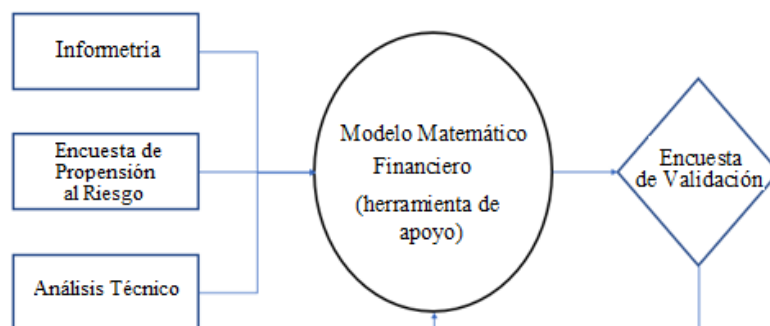 Informetria
Encuesta de
Propensión
al Riesgo
Análisis Técnico
Modelo Matemático
Financiero
(herramienta de
apoyo)
Encuesta
de Validación